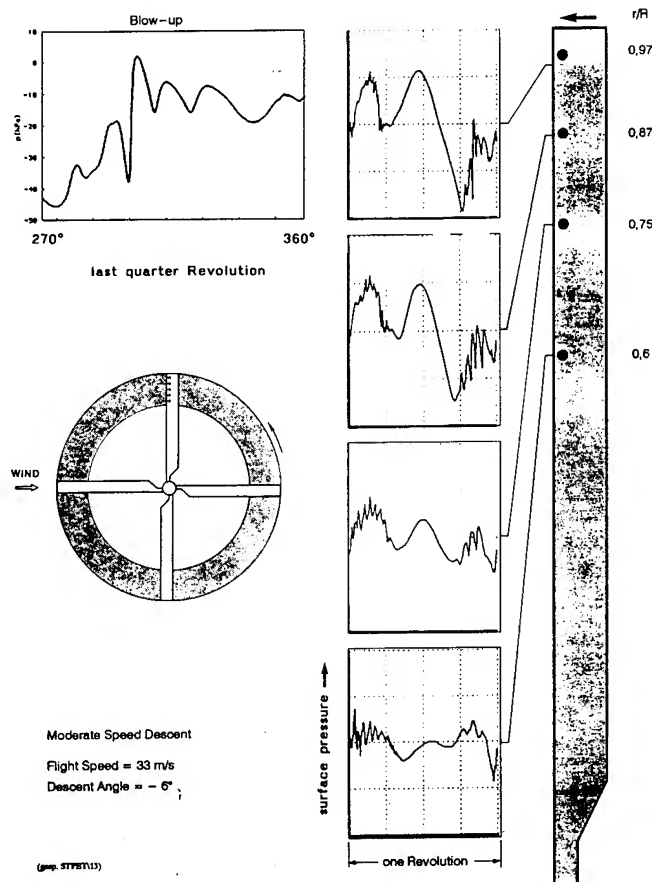 Blow-up
r/R
p[hPa]
10
0
-10
-20
-30
-40
-50
270°
360°
last quarter Revolution
0,97
0,87
0,75
0,6
WIND
surface pressure
one Revolution
Moderate Speed Descent
Flight Speed = 33 m/s
Descent Angle = - 6°